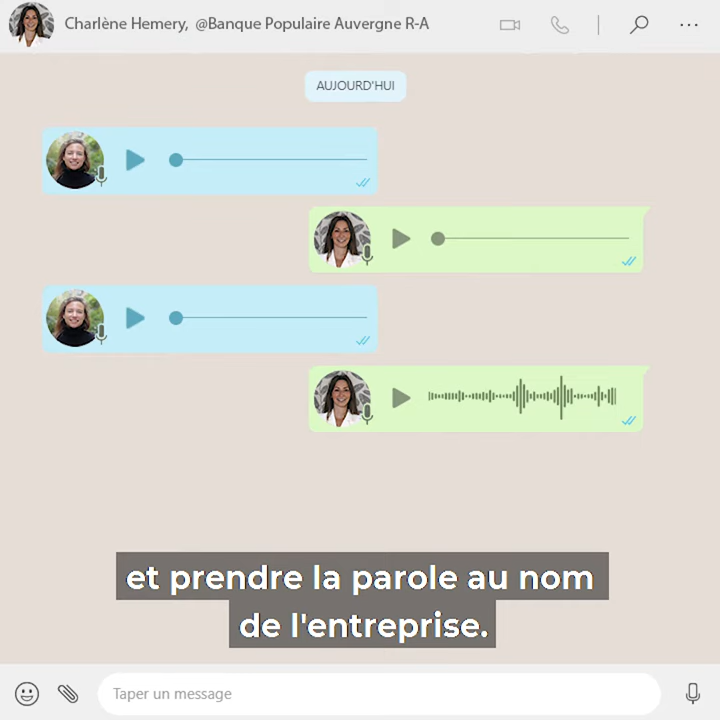 Charlène Hemery, @Banque Populaire Auvergne R-A
AUJOURD'HUI
et prendre la parole au nom
de l'entreprise.
Taper un message